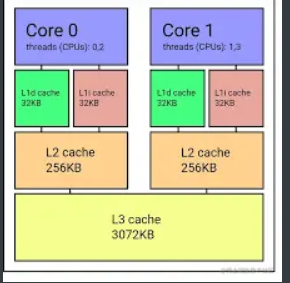 Core 0
threads (CPUs): 0,2
Core 1
threads (CPUs): 1,3
L1d cache
32KB
L1i cache
32KB
L1d cache
32KB
L1i cache
32KB
L2 cache
256KB
L2 cache
256KB
L3 cache
3072KB